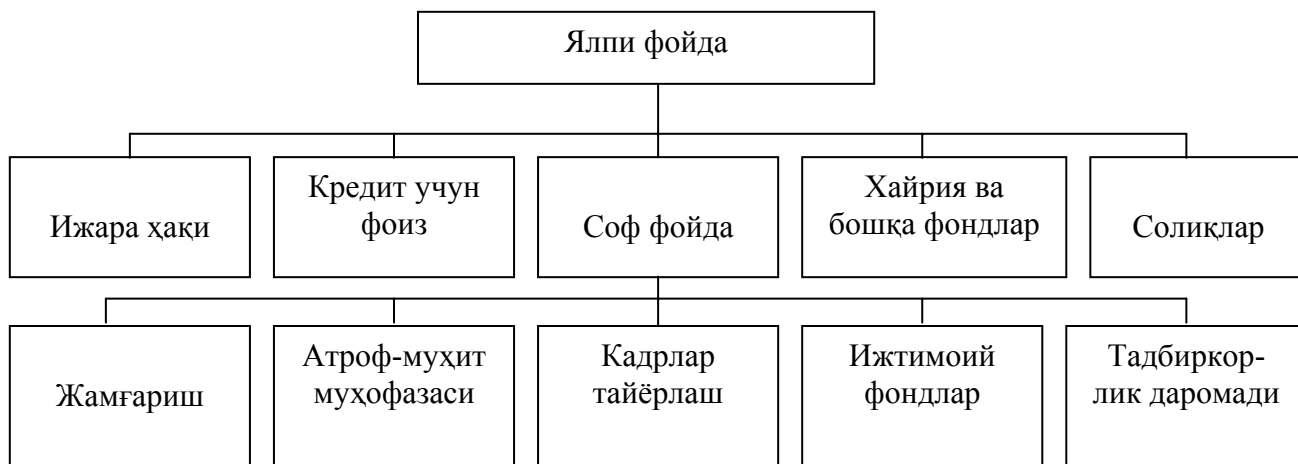 Ялпи фойда
Ижара ҳақи
Кредит учун
фоиз
Соф фойда
Хайрия ва
бошқа фондлар
Солиқлар
Жамғариш
Атроф-муҳит
муҳофазаси
Кадрлар
тайёрлаш
Ижтимоий
фондлар
Тадбиркор-
лик даромади